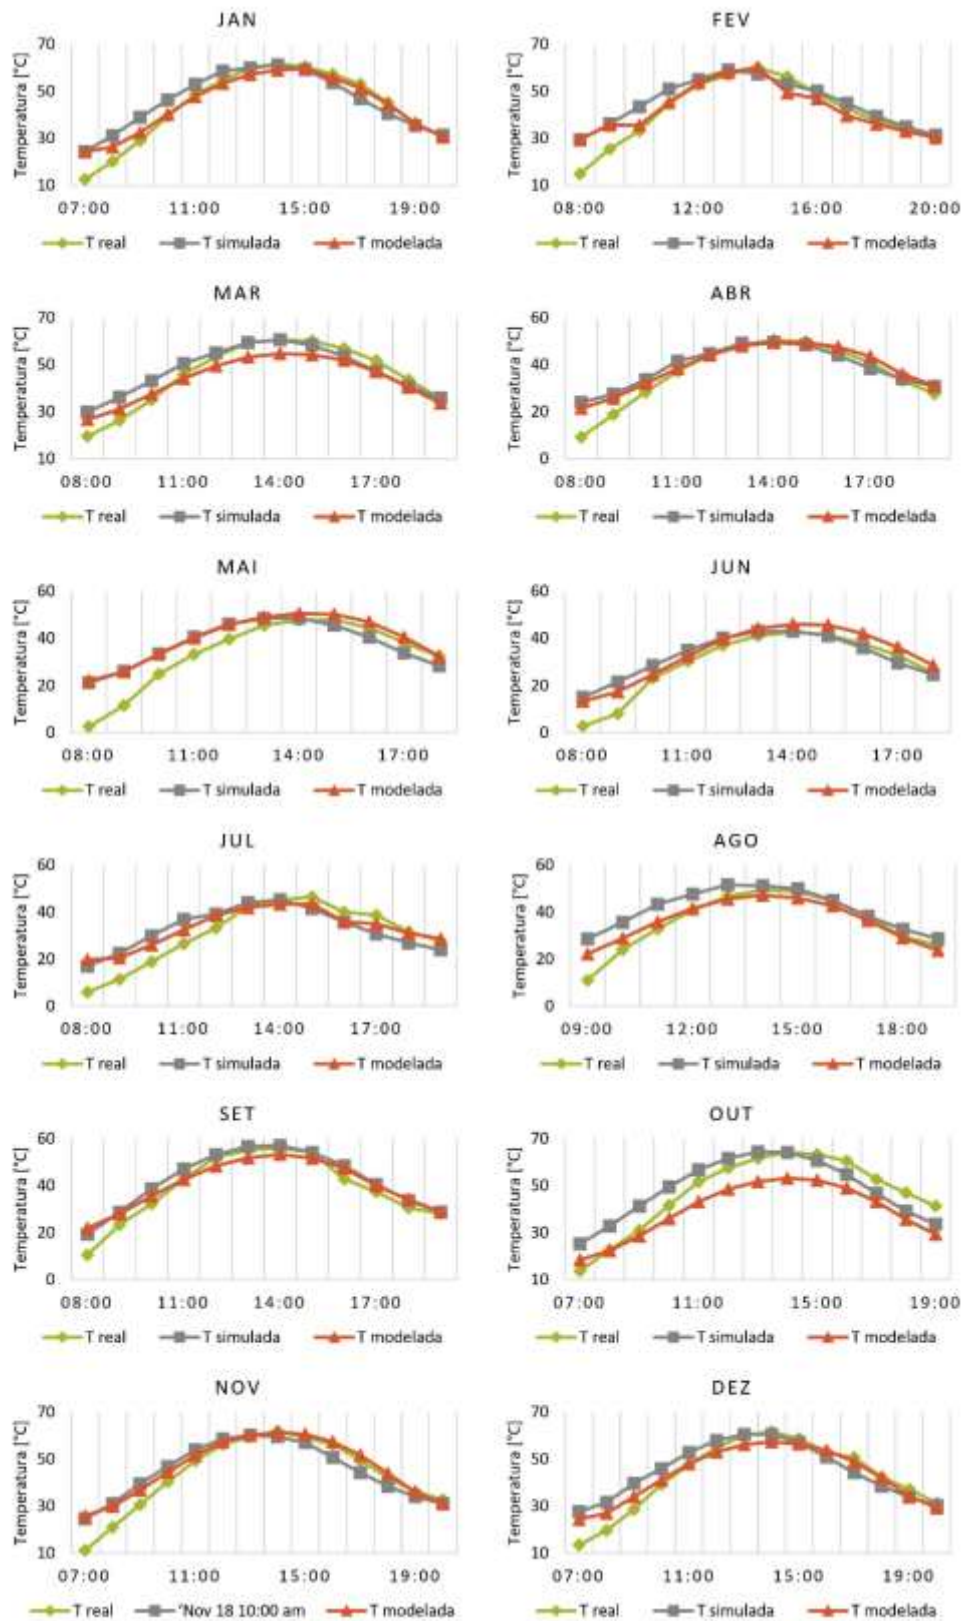 JAN
Temperatura [°C]
70
50
30
10
07:00 11:00 15:00 19:00
T real T simulada T modelada
FEV
Temperatura [°C]
70
50
30
10
08:00 12:00 16:00 20:00
T real T simulada T modelada
MAR
Temperatura [°C]
70
50
30
10
08:00 11:00 14:00 17:00
T real T simulada T modelada
ABR
Temperatura [°C]
60
40
20
0
08:00 11:00 14:00 17:00
T real T simulada T modelada
MAI
Temperatura [°C]
60
40
20
0
08:00 11:00 14:00 17:00
T real T simulada T modelada
JUN
Temperatura [°C]
60
40
20
0
08:00 11:00 14:00 17:00
T real T simulada T modelada
JUL
Temperatura [°C]
60
40
20
0
08:00 11:00 14:00 17:00
T real T simulada T modelada
AGO
Temperatura [°C]
60
40
20
0
09:00 12:00 15:00 18:00
T real T simulada T modelada
SET
Temperatura [°C]
60
40
20
0
08:00 11:00 14:00 17:00
T real T simulada T modelada
OUT
Temperatura [°C]
70
50
30
10
07:00 11:00 15:00 19:00
T real T simulada T modelada
NOV
Temperatura [°C]
70
50
30
10
07:00 11:00 15:00 19:00
T real 'Nov 18 10:00 am T modelada
DEZ
Temperatura [°C]
70
50
30
10
07:00 11:00 15:00 19:00
T real T simulada T modelada